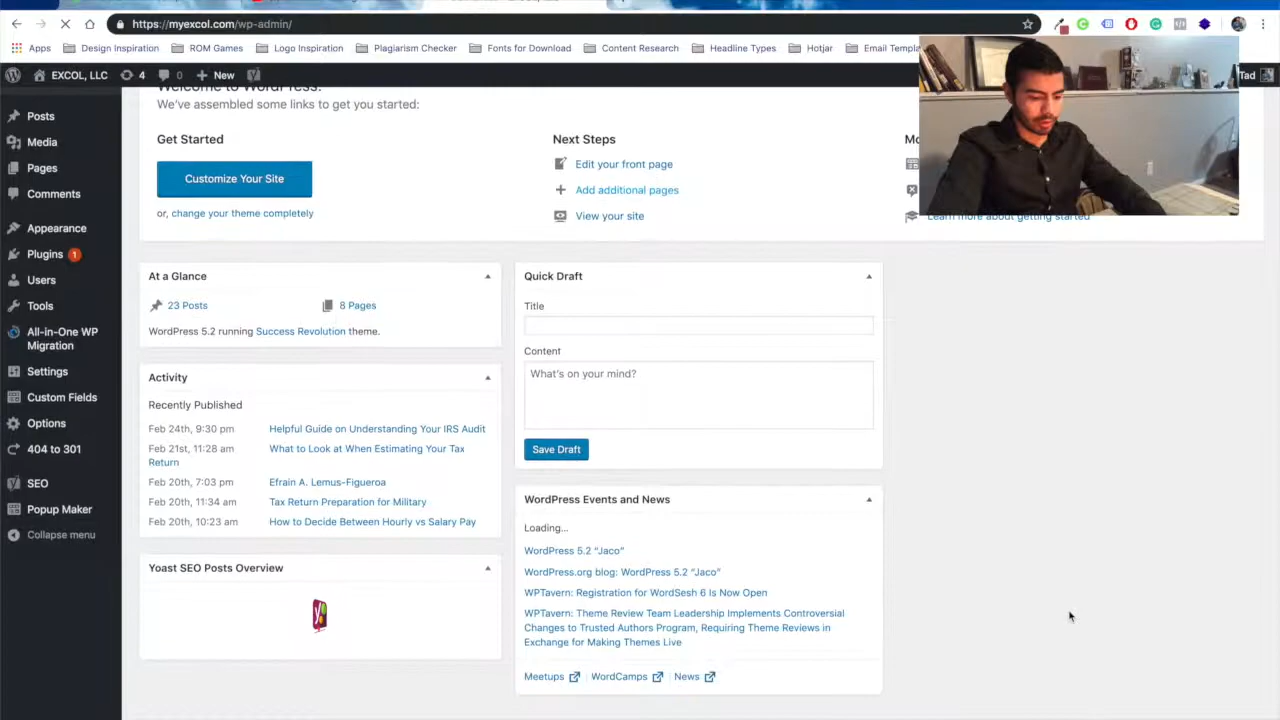 https://myexcol.com/wp-admin/
Apps
Design Inspiration
ROM Games
Logo Inspiration
Plagiarism Checker
Fonts for Download
Content Research
Headline Types
Hotjar
Email Templa
EXCOL, LLC
4
0
New
Tad
Posts
Media
Pages
Comments
Appearance
Plugins 1
Users
Tools
All-in-One WP
Migration
Settings
Custom Fields
Options
404 to 301
SEO
Popup Maker
Collapse menu
Welcome to WordPress!
We've assembled some links to get you started:
Get Started
Customize Your Site
or, change your theme completely
Next Steps
Edit your front page
Add additional pages
View your site
Mo
Learn more about getting started
At a Glance
23 Posts
8 Pages
WordPress 5.2 running Success Revolution theme.
Activity
Recently Published
Feb 24th, 9:30 pm Helpful Guide on Understanding Your IRS Audit
Feb 21st, 11:28 am What to Look at When Estimating Your Tax
Return
Feb 20th, 7:03 pm Efrain A. Lemus-Figueroa
Feb 20th, 11:34 am Tax Return Preparation for Military
Feb 20th, 10:23 am How to Decide Between Hourly vs Salary Pay
Yoast SEO Posts Overview
Quick Draft
Title
Content
What's on your mind?
Save Draft
WordPress Events and News
Loading...
WordPress 5.2 “Jaco”
WordPress.org blog: WordPress 5.2 “Jaco”
WPTavern: Registration for WordSesh 6 Is Now Open
WPTavern: Theme Review Team Leadership Implements Controversial
Changes to Trusted Authors Program, Requiring Theme Reviews in
Exchange for Making Themes Live
Meetups
WordCamps
News